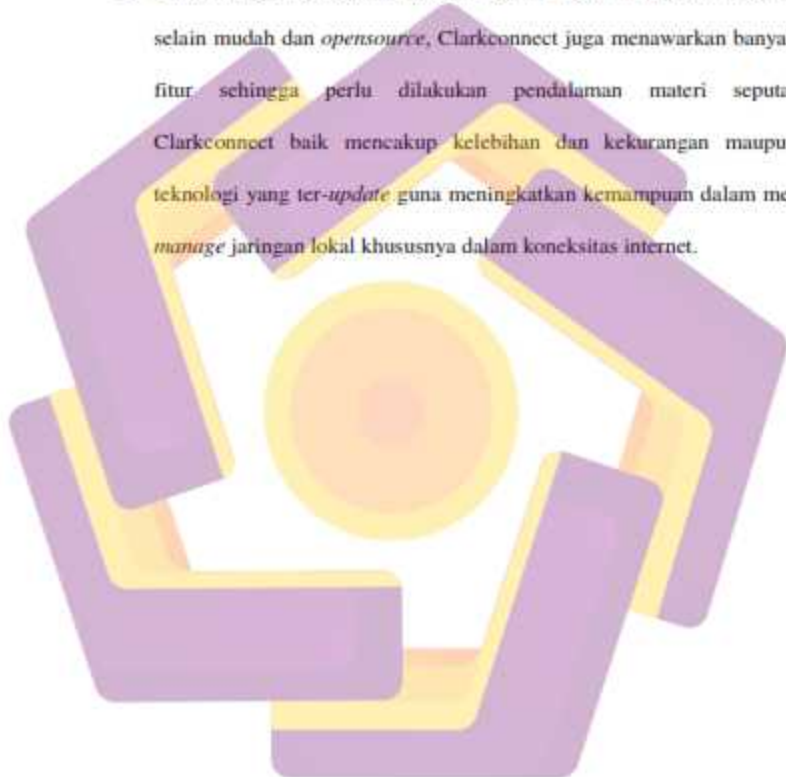 selain mudah dan opensource, Clarkconnect juga menawarkan banya
fitur sehingga perlu dilakukan pendalaman materi seputa
Clarkconnect baik mencakup kelebihan dan kekurangan maupu
teknologi yang ter-update guna meningkatkan kemampuan dalam me
manage jaringan lokal khususnya dalam koneksitas internet.